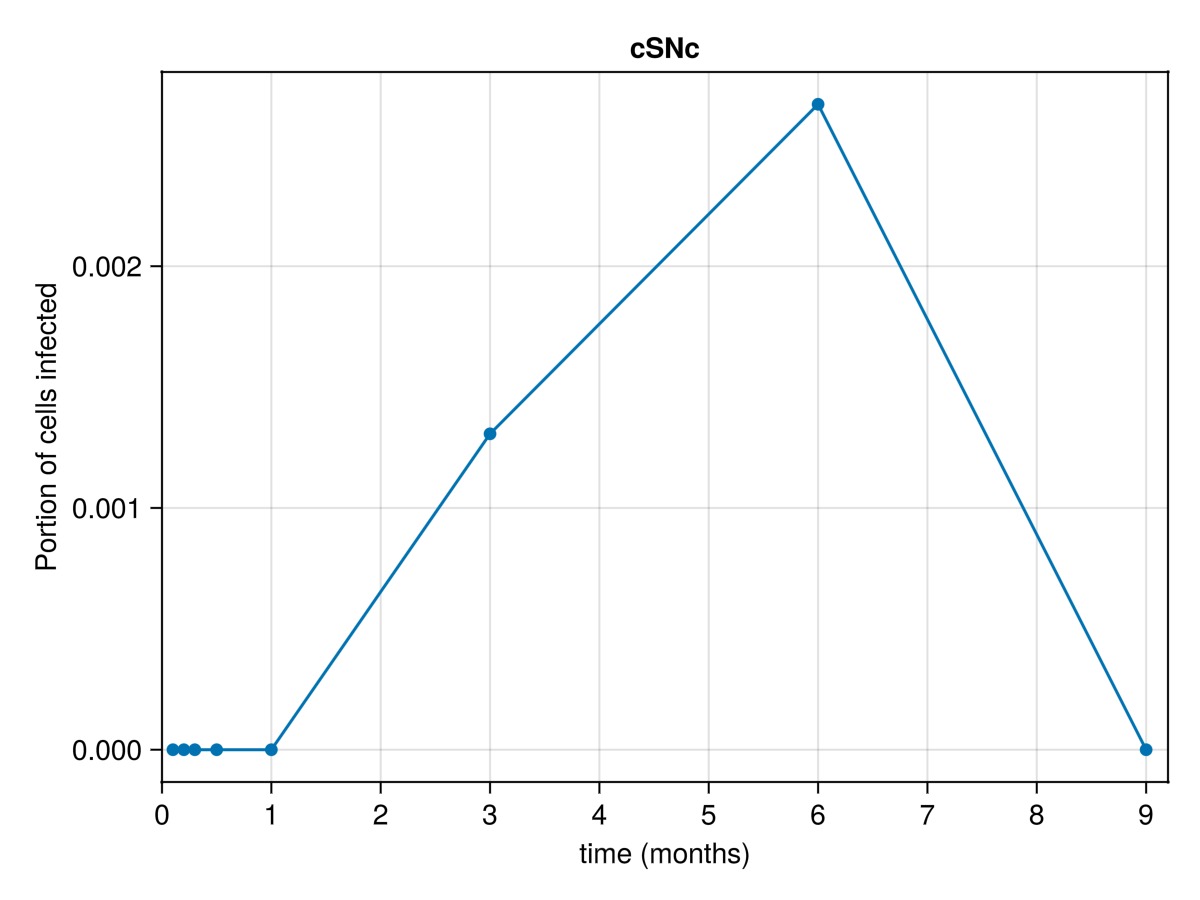 cSNc
Portion of cells infected
0.002
0.001
0.000
0 1 2 3 4 5 6 7 8 9
time (months)